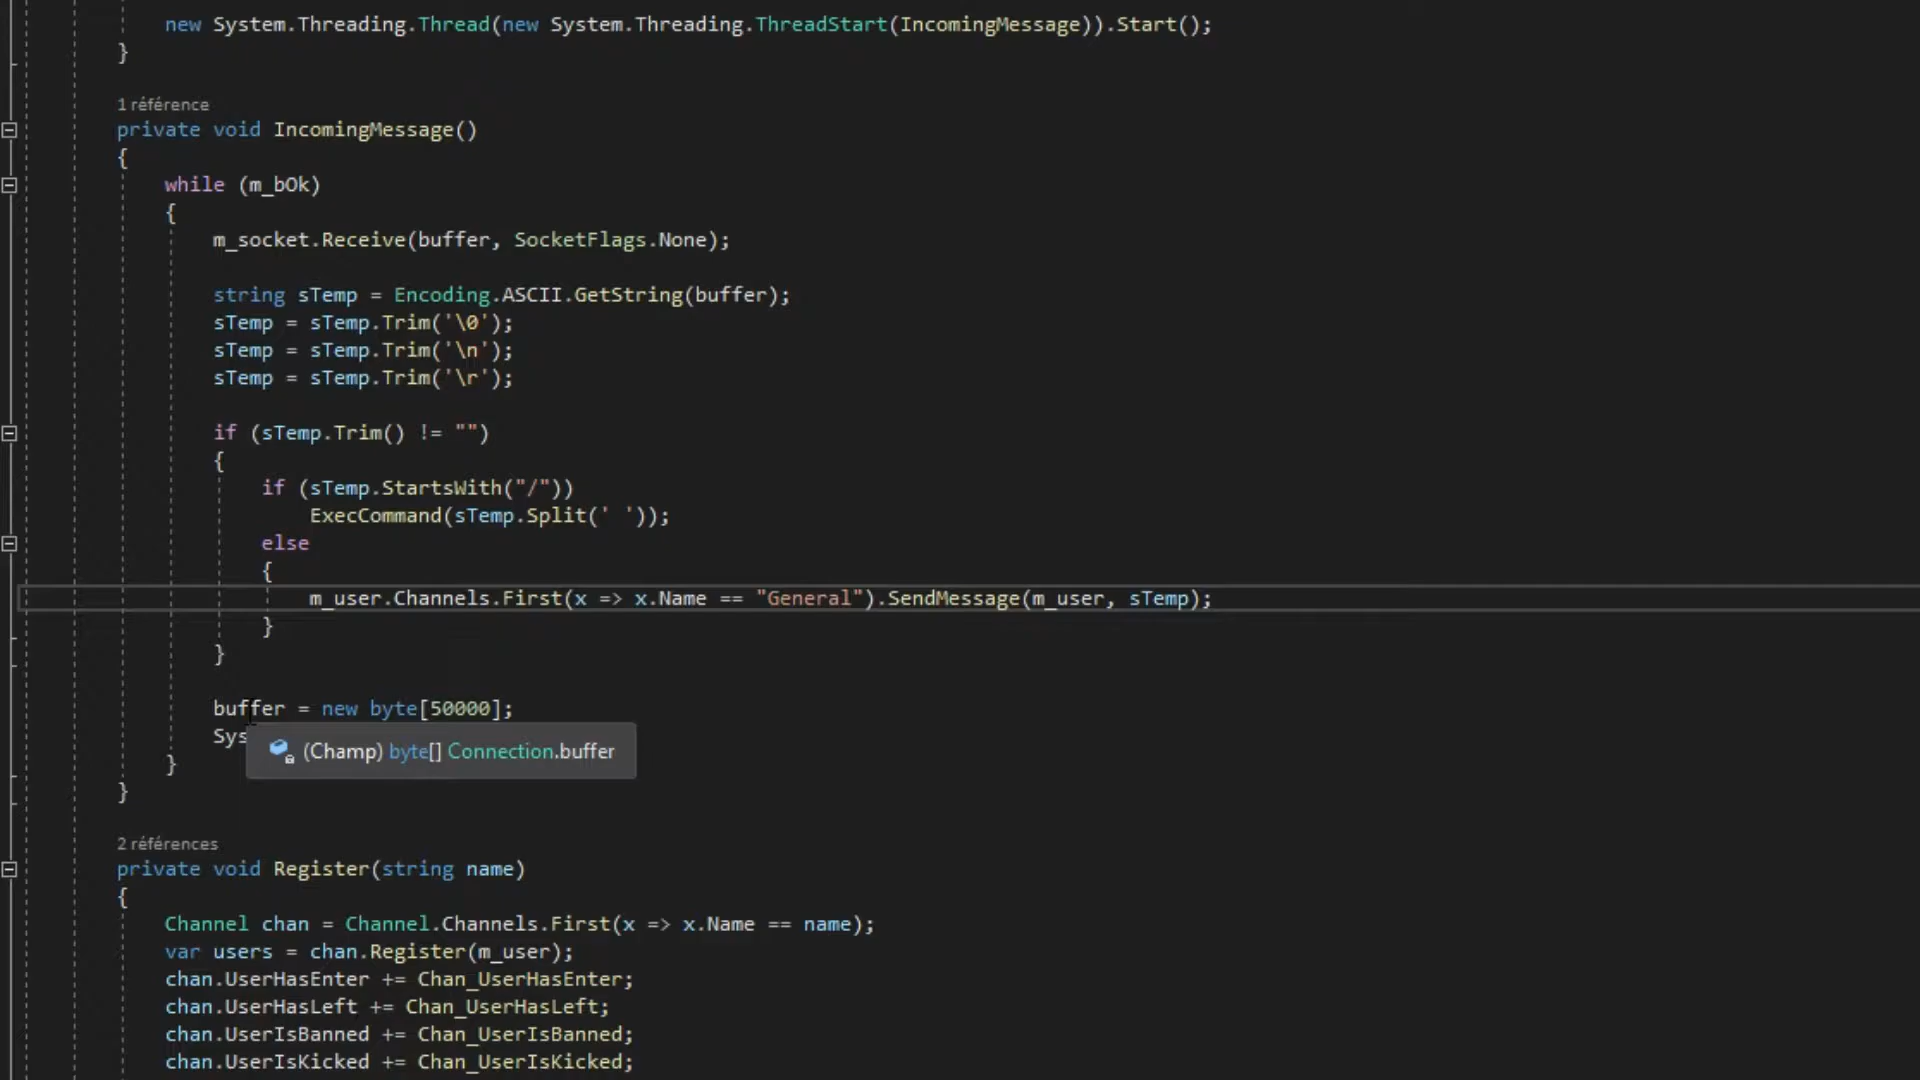 new System.Threading.Thread(new System.Threading.ThreadStart(IncomingMessage)).Start();
}
1 référence
private void IncomingMessage()
{
while (m_bOk)
{
m_socket.Receive(buffer, SocketFlags.None);
string sTemp = Encoding.ASCII.GetString(buffer);
sTemp = sTemp.Trim('\0');
sTemp = sTemp.Trim('\n');
sTemp = sTemp.Trim('\r');
if (sTemp.Trim() != "")
{
if (sTemp.StartsWith("/"))
ExecCommand(sTemp.Split(' '));
else
{
m_user.Channels.First(x => x.Name == "General").SendMessage(m_user, sTemp);
}
}
buffer = new byte[50000];
Sys
(Champ) byte[] Connection.buffer
}
}
2 références
private void Register(string name)
{
Channel chan = Channel.Channels.First(x => x.Name == name);
var users = chan.Register(m_user);
chan.UserHasEnter += Chan_UserHasEnter;
chan.UserHasLeft += Chan_UserHasLeft;
chan.UserIsBanned += Chan_UserIsBanned;
chan.UserIsKicked += Chan_UserIsKicked;